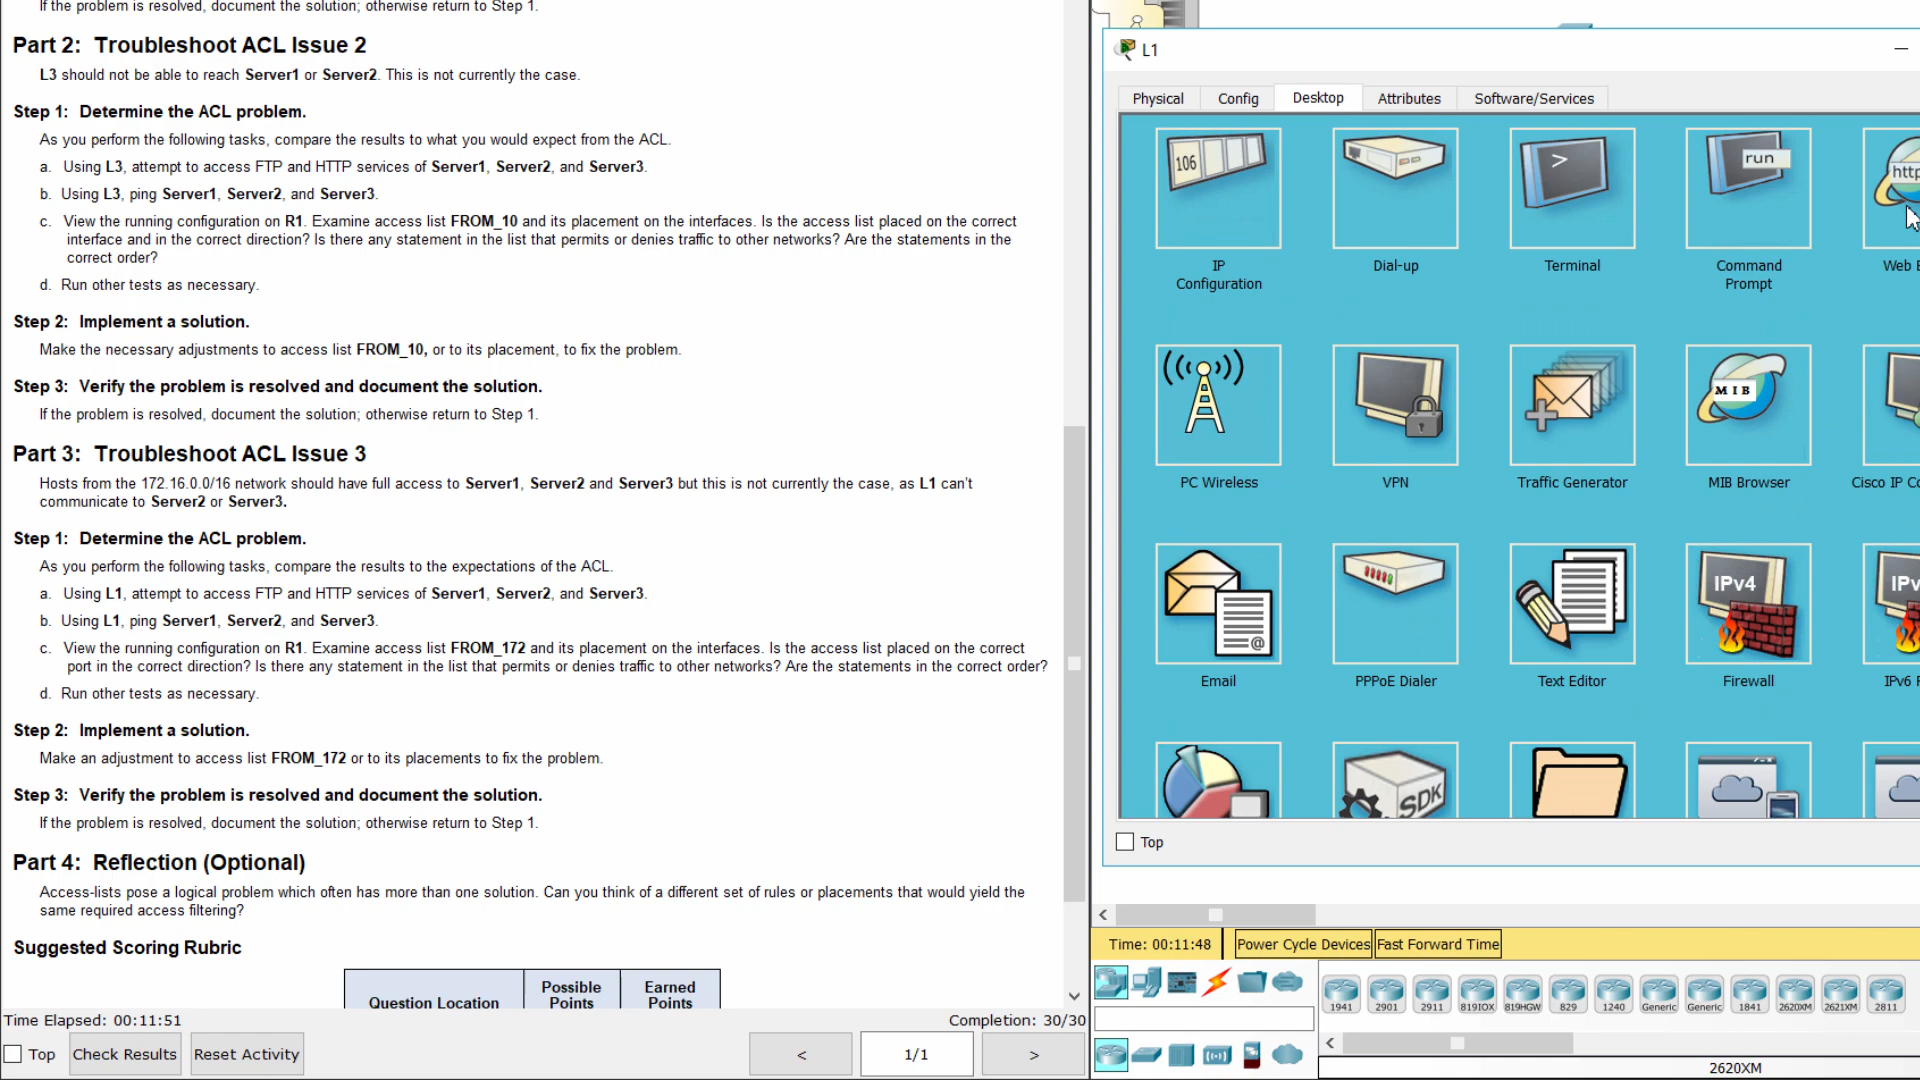 If the problem is resolved, document the solution; otherwise return to Step 1.
Part 2: Troubleshoot ACL Issue 2
L3 should not be able to reach Server1 or Server2. This is not currently the case.
Step 1: Determine the ACL problem.
As you perform the following tasks, compare the results to what you would expect from the ACL.
a. Using L3, attempt to access FTP and HTTP services of Server1, Server2, and Server3.
b. Using L3, ping Server1, Server2, and Server3.
c. View the running configuration on R1. Examine access list FROM_10 and its placement on the interfaces. Is the access list placed on the correct
interface and in the correct direction? Is there any statement in the list that permits or denies traffic to other networks? Are the statements in the
correct order?
d. Run other tests as necessary.
Step 2: Implement a solution.
Make the necessary adjustments to access list FROM_10, or to its placement, to fix the problem.
Step 3: Verify the problem is resolved and document the solution.
If the problem is resolved, document the solution; otherwise return to Step 1.
Part 3: Troubleshoot ACL Issue 3
Hosts from the 172.16.0.0/16 network should have full access to Server1, Server2 and Server3 but this is not currently the case, as L1 can't
communicate to Server2 or Server3.
Step 1: Determine the ACL problem.
As you perform the following tasks, compare the results to the expectations of the ACL.
a. Using L1, attempt to access FTP and HTTP services of Server1, Server2, and Server3.
b. Using L1, ping Server1, Server2, and Server3.
c. View the running configuration on R1. Examine access list FROM_172 and its placement on the interfaces. Is the access list placed on the correct
port in the correct direction? Is there any statement in the list that permits or denies traffic to other networks? Are the statements in the correct order?
d. Run other tests as necessary.
Step 2: Implement a solution.
Make an adjustment to access list FROM_172 or to its placements to fix the problem.
Step 3: Verify the problem is resolved and document the solution.
If the problem is resolved, document the solution; otherwise return to Step 1.
Part 4: Reflection (Optional)
Access-lists pose a logical problem which often has more than one solution. Can you think of a different set of rules or placements that would yield the
same required access filtering?
Suggested Scoring Rubric
Question Location
Possible
Points
Earned
Points
Time Elapsed: 00:11:51
Completion: 30/30
Top
Check Results
Reset Activity
<
1/1
>
L1
Physical
Config
Desktop
Attributes
Software/Services
106
>
run
http
IP
Configuration
Dial-up
Terminal
Command
Prompt
Web
MIB
PC Wireless
VPN
Traffic Generator
MIB Browser
Cisco IP Co
@
IPv4
IPv
Email
PPPoE Dialer
Text Editor
Firewall
IPv6
SDK
Top
Time: 00:11:48
Power Cycle Devices
Fast Forward Time
1941
2901
2911
819IOX
819HGW
829
1240
Generic
Generic
1841
2620XM
2621XM
2811
2620XM